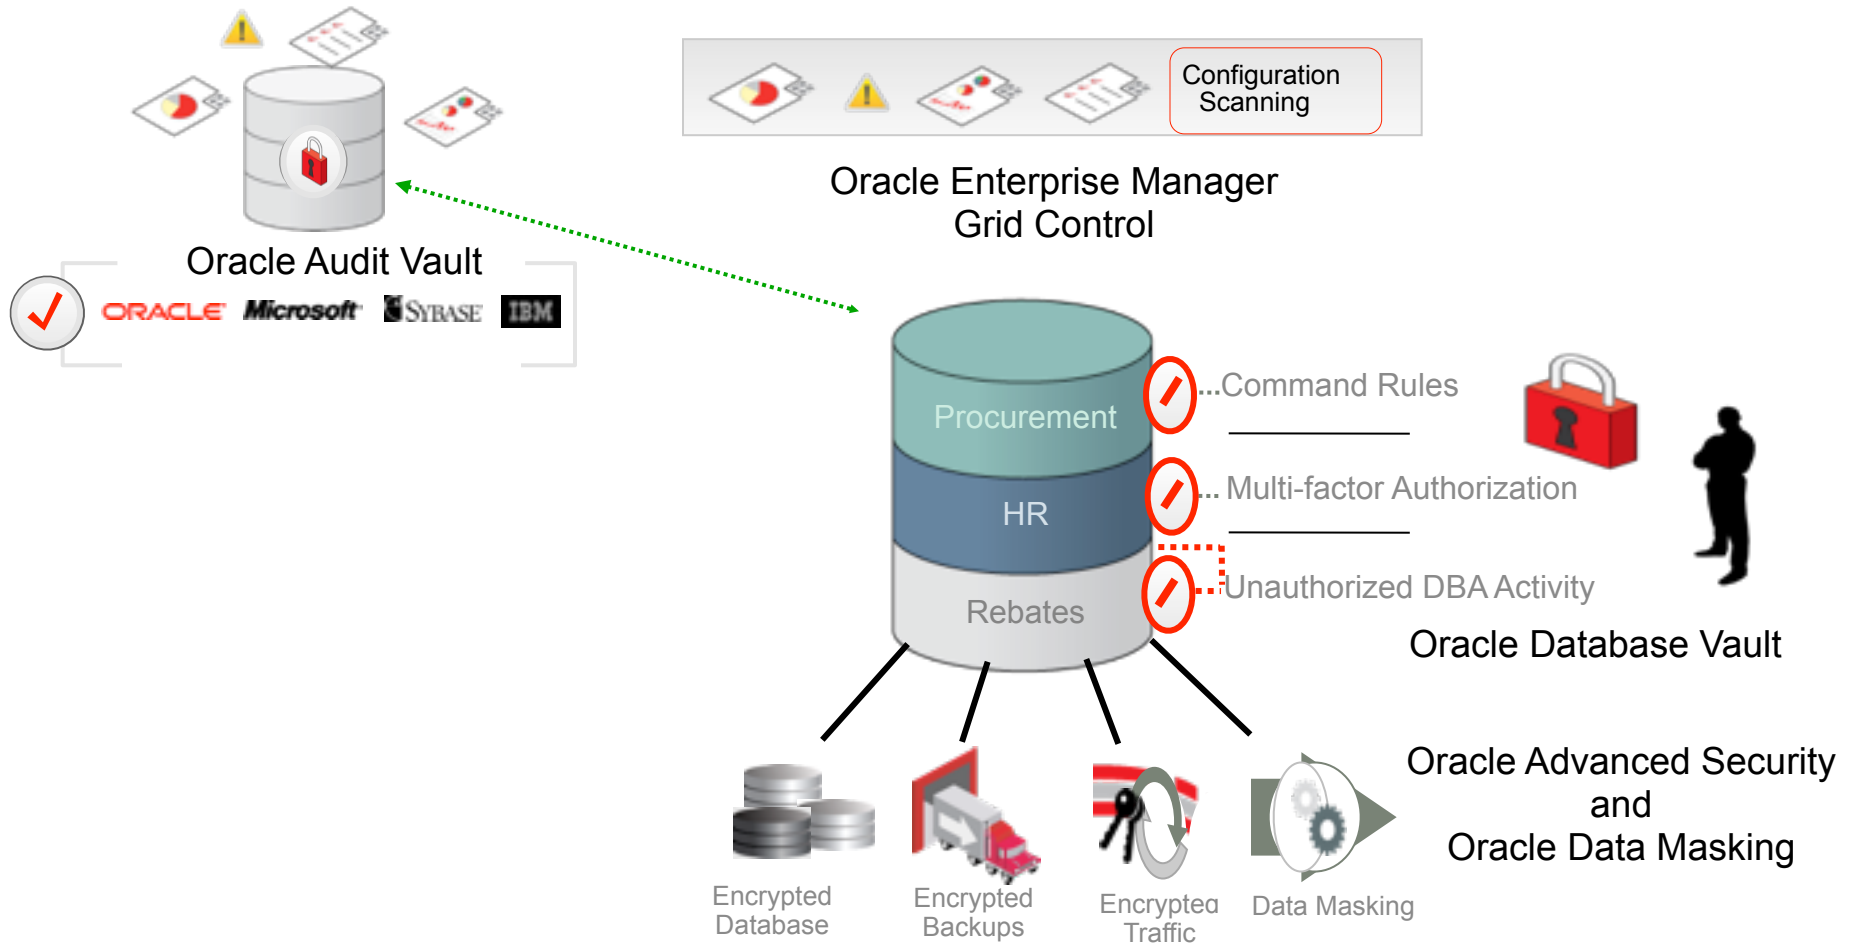 Configuration
Scanning
Oracle Enterprise Manager
Grid Control
Oracle Audit Vault
ORACLE
Microsoft
SYBASE
IBM
Procurement
HR
Rebates
...Command Rules
... Multi-factor Authorization
Unauthorized DBA Activity
Oracle Database Vault
Oracle Advanced Security
and
Oracle Data Masking
Encrypted
Database
Encrypted
Backups
Encrypted
Traffic
Data Masking